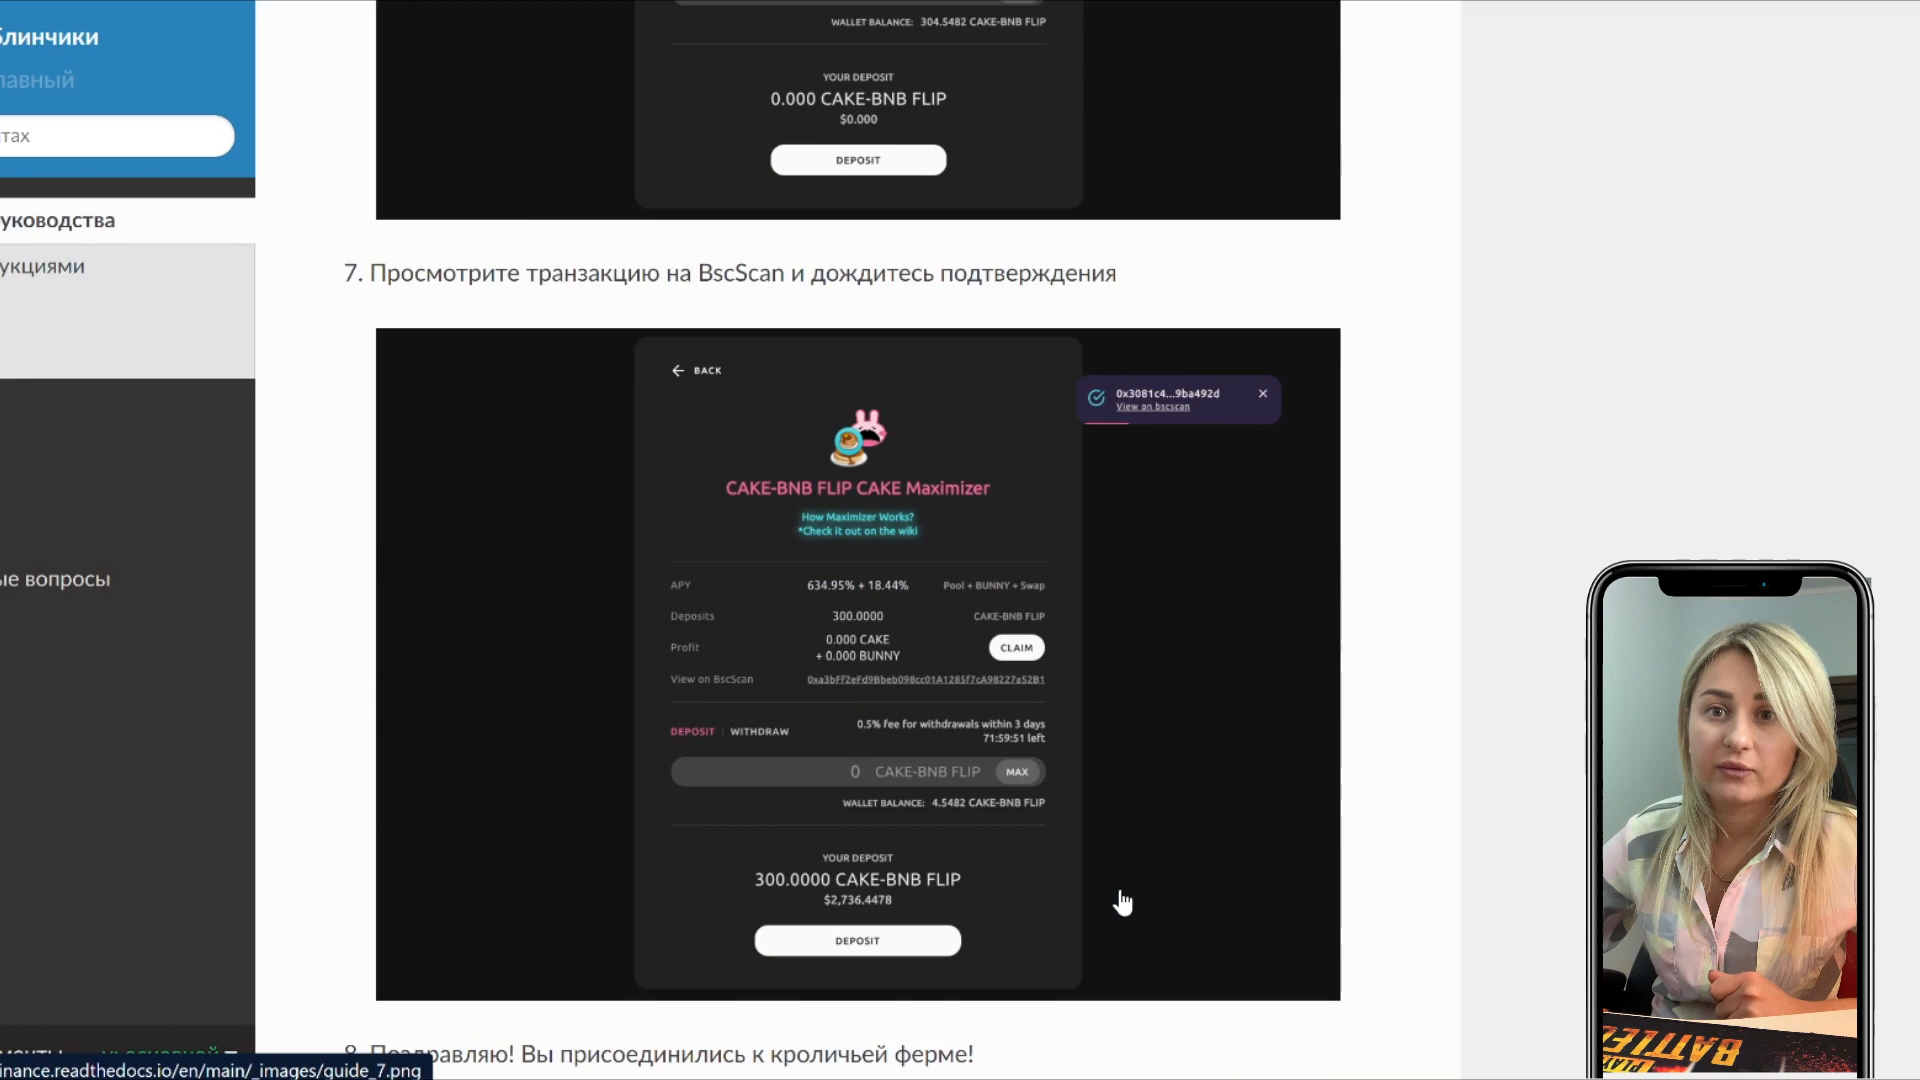 Блинчики
лавный
тах
уководства
укциями
ые вопросы
WALLET BALANCE: 304.5482 CAKE-BNB FLIP
YOUR DEPOSIT
0.000 CAKE-BNB FLIP
$0.000
DEPOSIT
7. Просмотрите транзакцию на BscScan и дождитесь подтверждения
BACK
0x3081c4...9ba492d
View on bscscan
CAKE-BNB FLIP CAKE Maximizer
How Maximizer Works?
*Check it out on the wiki
APY 634.95% + 18.44% Pool + BUNNY + Swap
Deposits 300.0000 CAKE-BNB FLIP
Profit 0.000 CAKE
+ 0.000 BUNNY CLAIM
View on BscScan 0xa3bFf2eFd9Bbeb098cc01A1285f7cA98227a52B1
DEPOSIT | WITHDRAW 0.5% fee for withdrawals within 3 days
71:59:51 left
0 CAKE-BNB FLIP MAX
WALLET BALANCE: 4.5482 CAKE-BNB FLIP
YOUR DEPOSIT
300.0000 CAKE-BNB FLIP
$2,736.4478
DEPOSIT
8. Поздравляю! Вы присоединились к кроличьей ферме!
inance.readthedocs.io/en/main/_images/guide_7.png
BATTLE